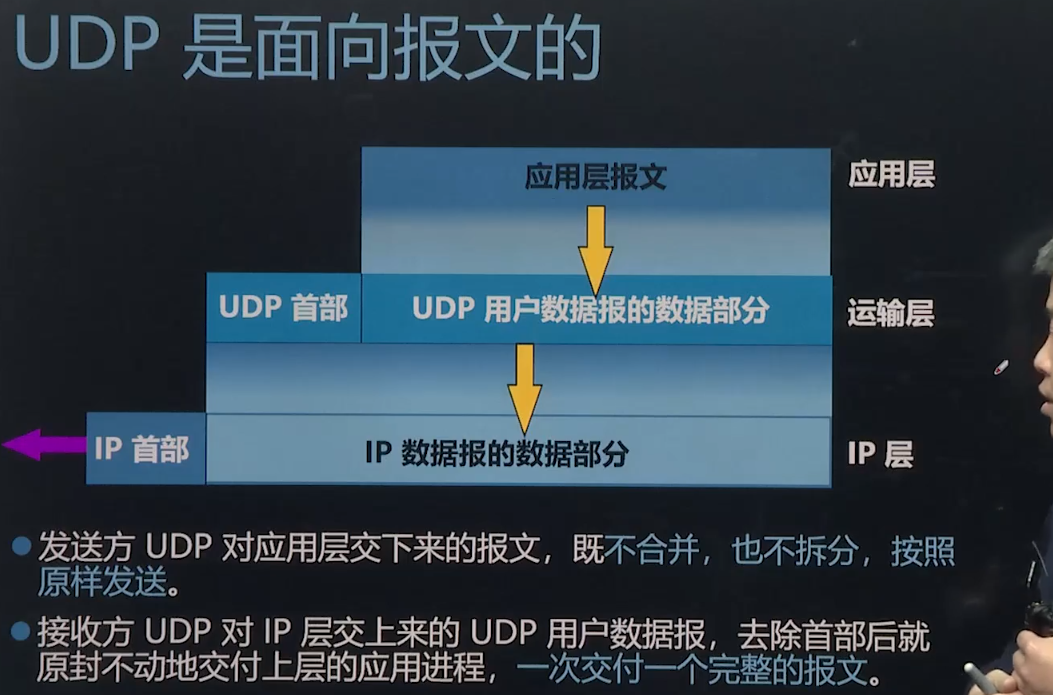 UDP 是面向报文的
应用层报文
应用层
UDP 首部
UDP 用户数据报的数据部分
运输层
IP 首部
IP 数据报的数据部分
IP 层
发送方 UDP 对应用层交下来的报文，既不合并，也不拆分，按照
原样发送。
接收方 UDP 对 IP 层交上来的 UDP 用户数据报，去除首部后就
原封不动地交付上层的应用进程，一次交付一个完整的报文。